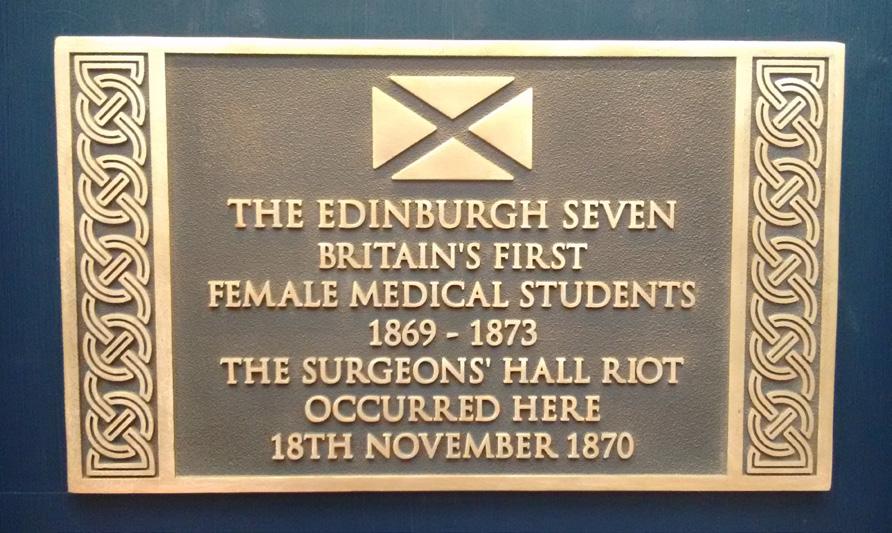 THE EDINBURGH SEVEN
BRITAIN'S FIRST
FEMALE MEDICAL STUDENTS
1869 - 1873
THE SURGEONS' HALL RIOT
OCCURRED HERE
18TH NOVEMBER 1870